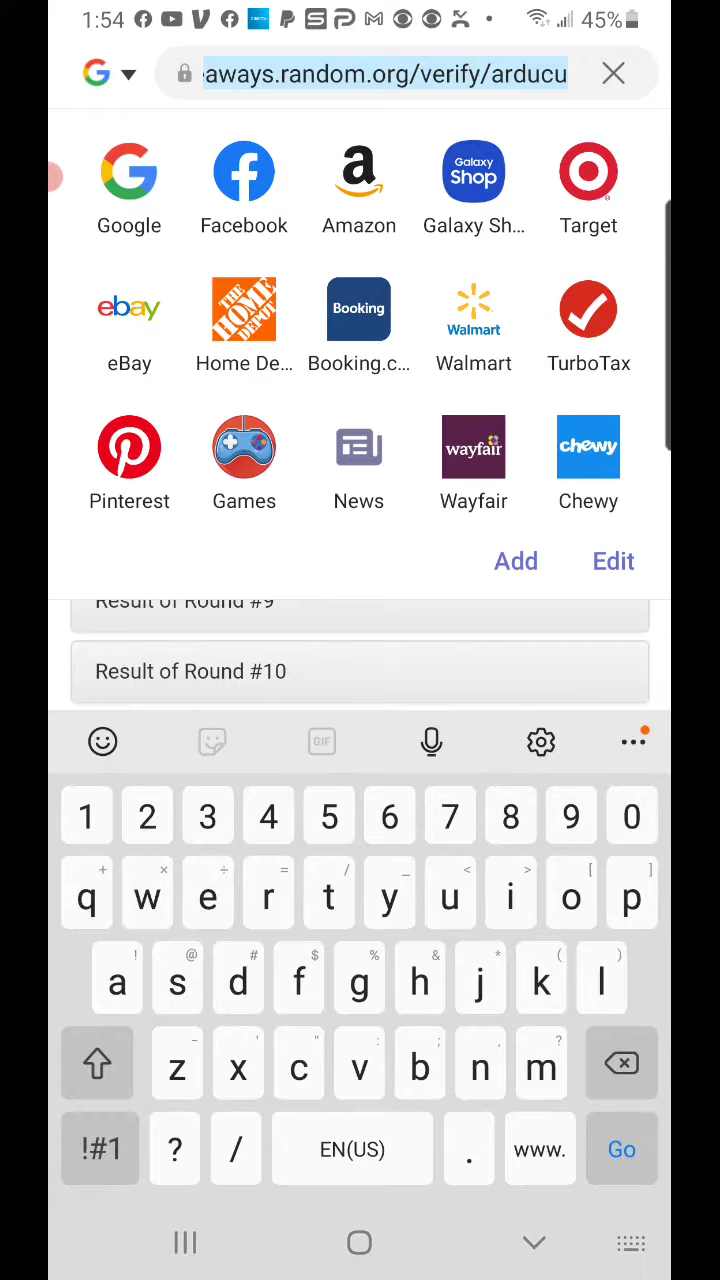 1:54 45%
eaways.random.org/verify/arducu
Galaxy
Shop
Google Facebook Amazon Galaxy Sh... Target
ebay THE HOME DEPOT Booking Walmart
eBay Home De... Booking.c... Walmart TurboTax
wayfair chewy
Pinterest Games News Wayfair Chewy
Add Edit
Result of Round #9
Result of Round #10
GIF
1 2 3 4 5 6 7 8 9 0
+ × ÷ = / _ < > [ ]
q w e r t y u i o p
! @ # $ % & * ( )
a s d f g h j k l
- ' " : ; , ?
z x c v b n m
!#1 ? / EN(US) . www. Go